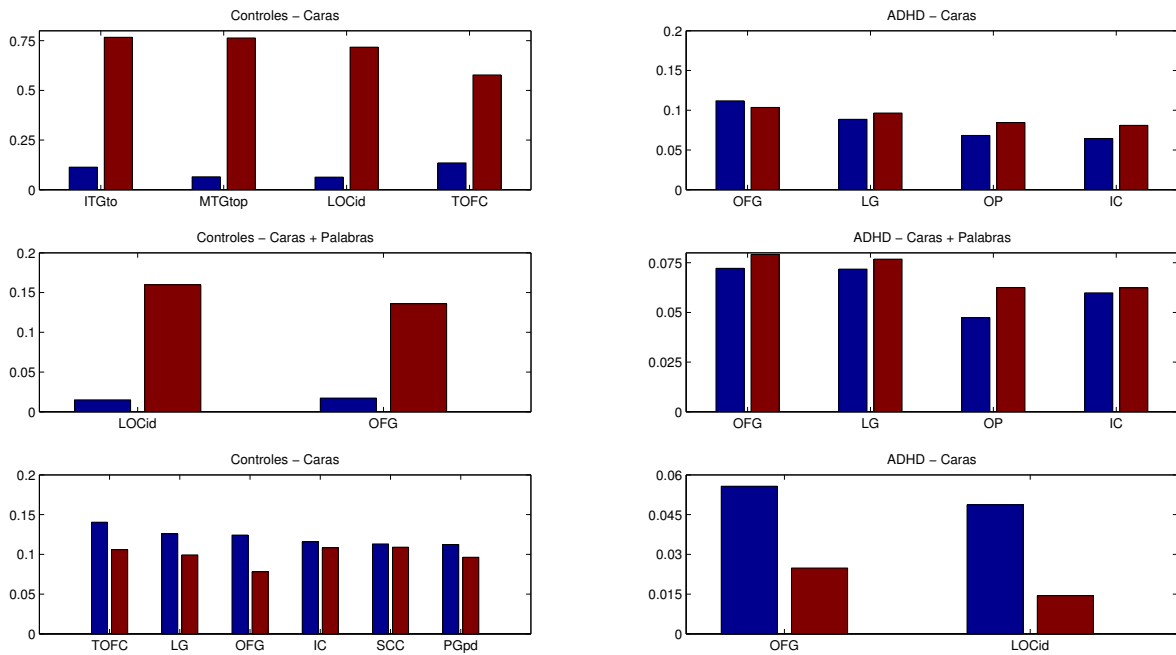 Controles − Caras
0.75
0.5
0.25
0
ITGto MTGtop LOCid TOFC
ADHD − Caras
0.2
0.15
0.1
0.05
0
OFG LG OP IC
Controles − Caras + Palabras
0.2
0.15
0.1
0.05
0
LOCid OFG
ADHD − Caras + Palabras
0.075
0.05
0.025
0
OFG LG OP IC
Controles − Caras
0.2
0.15
0.1
0.05
0
TOFC LG OFG IC SCC PGpd
ADHD − Caras
0.06
0.045
0.03
0.015
0
OFG LOCid